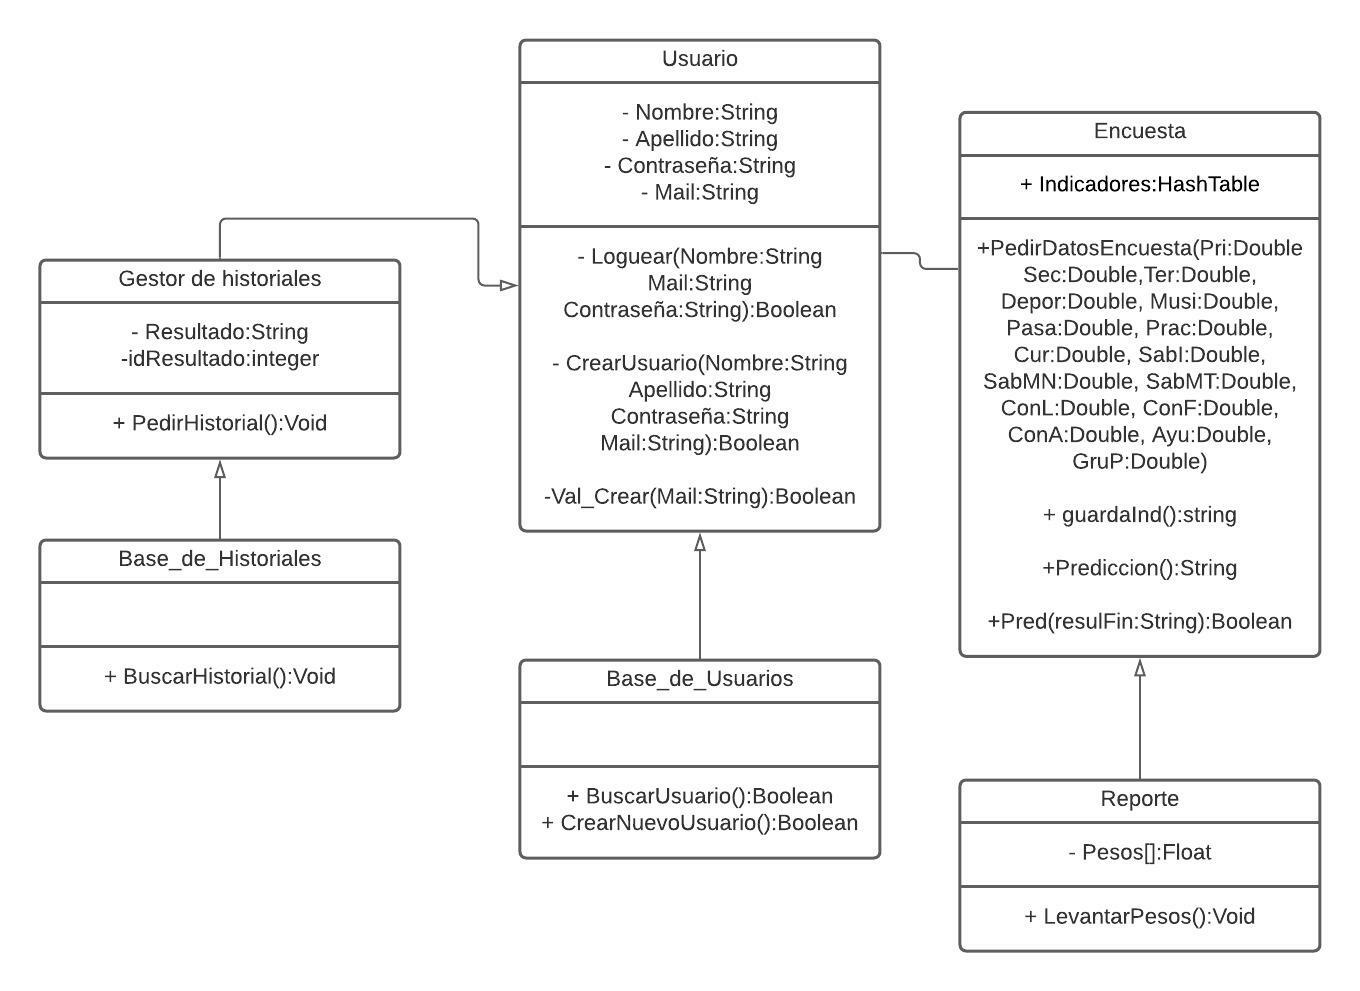 Usuario
- Nombre:String
- Apellido:String
- Contraseña:String
- Mail:String
- Loguear(Nombre:String
Mail:String
Contraseña:String):Boolean
- CrearUsuario(Nombre:String
Apellido:String
Contraseña:String
Mail:String):Boolean
-Val_Crear(Mail:String):Boolean
Encuesta
+ Indicadores:HashTable
+PedirDatosEncuesta(Pri:Double
Sec:Double,Ter:Double,
Depor:Double, Musi:Double,
Pasa:Double, Prac:Double,
Cur:Double, SabI:Double,
SabMN:Double, SabMT:Double,
ConL:Double, ConF:Double,
ConA:Double, Ayu:Double,
GruP:Double)
+ guardaInd():string
+Prediccion():String
+Pred(resulFin:String):Boolean
Gestor de historiales
- Resultado:String
-idResultado:integer
+ PedirHistorial():Void
Base_de_Historiales
+ BuscarHistorial():Void
Base_de_Usuarios
+ BuscarUsuario():Boolean
+ CrearNuevoUsuario():Boolean
Reporte
- Pesos[]:Float
+ LevantarPesos():Void